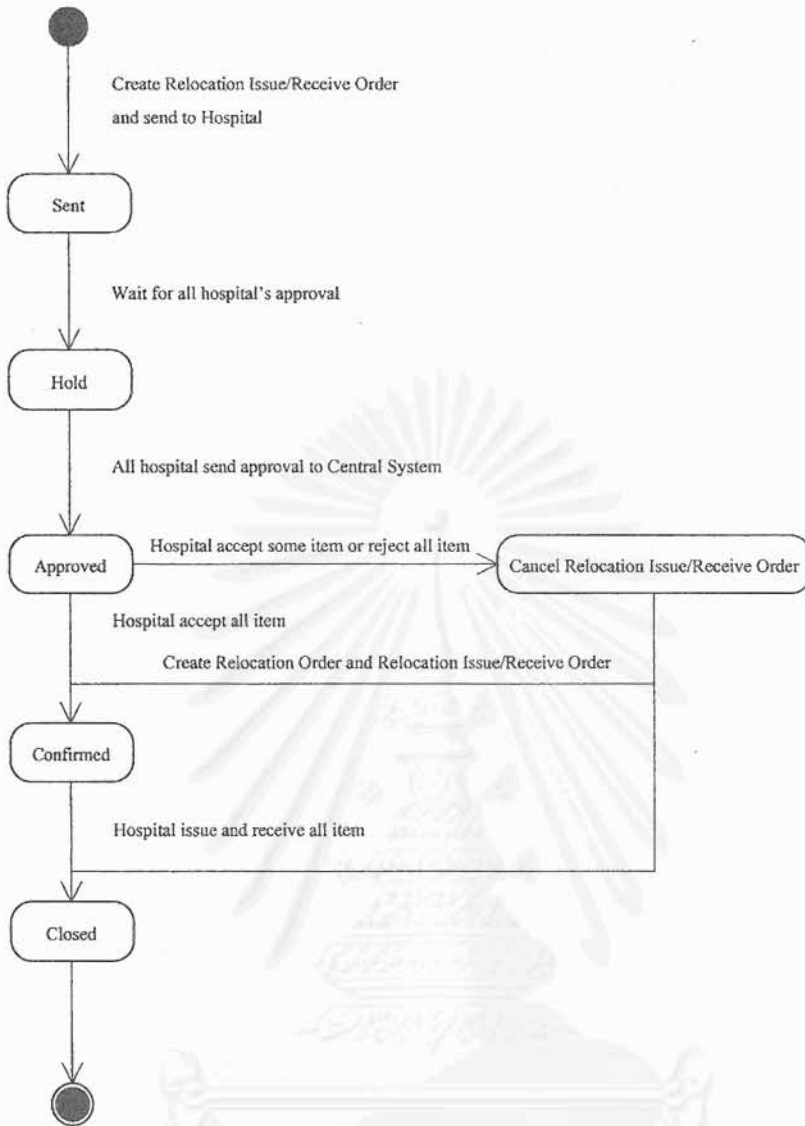 Create Relocation Issue/Receive Order
and send to Hospital
Sent
Wait for all hospital's approval
Hold
All hospital send approval to Central System
Approved
Hospital accept some item or reject all item
Cancel Relocation Issue/Receive Order
Hospital accept all item
Create Relocation Order and Relocation Issue/Receive Order
Confirmed
Hospital issue and receive all item
Closed